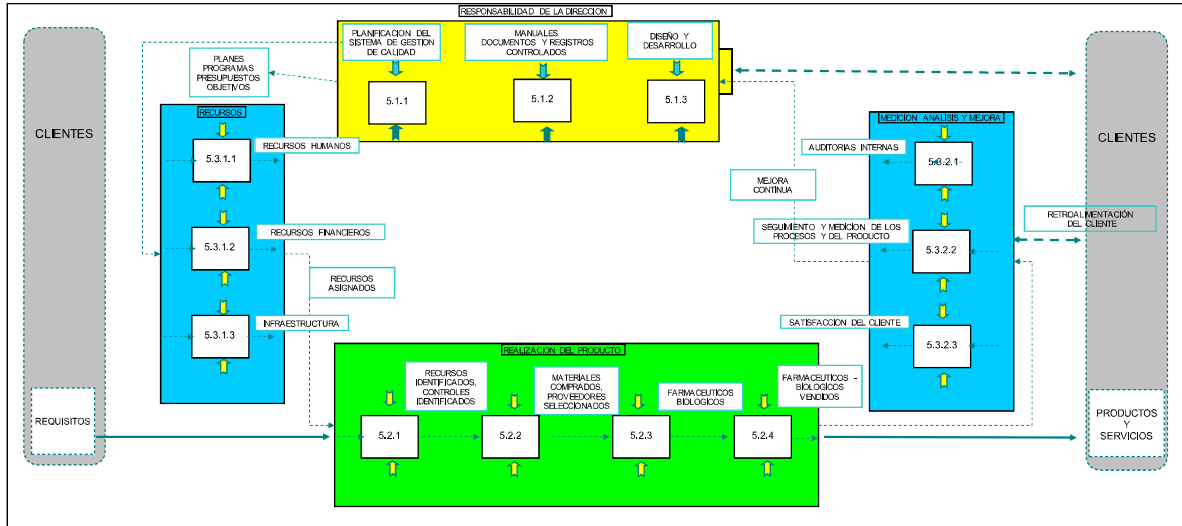 RESPONSABILIDAD DE LA DIRECCION
PLANIFICACION DEL
SISTEMA DE GESTION
DE CALIDAD
MANUALES
DOCUMENTOS Y REGISTROS
CONTROLADOS
DISEÑO Y
DESARROLLO
5.1.1
5.1.2
5.1.3
PLANES
PROGRAMAS
PRESUPUESTOS
OBJETIVOS
CLIENTES
REQUISITOS
RECURSOS
5.3.1.1
RECURSOS HUMANOS
5.3.1.2
RECURSOS FINANCIEROS
5.3.1.3
INFRAESTRUCTURA
RECURSOS
ASIGNADOS
MEDICION ANALISIS Y MEJORA
AUDITORIAS INTERNAS
5.3.2.1
MEJORA
CONTINUA
SEGUIMIENTO Y MEDICION DE LOS
PROCESOS Y DEL PRODUCTO
5.3.2.2
SATISFACCION DEL CLIENTE
5.3.2.3
CLIENTES
RETROALIMENTACIÓN
DEL CLIENTE
PRODUCTOS
Y
SERVICIOS
REALIZACION DEL PRODUCTO
RECURSOS
IDENTIFICADOS,
CONTROLES
IDENTIFICADOS
MATERIALES
COMPRADOS,
PROVEEDORES
SELECCIONADOS
FARMACEUTICOS
BIOLOGICOS
FARMACEUTICOS -
BIOLOGICOS
VENDIDOS
5.2.1
5.2.2
5.2.3
5.2.4